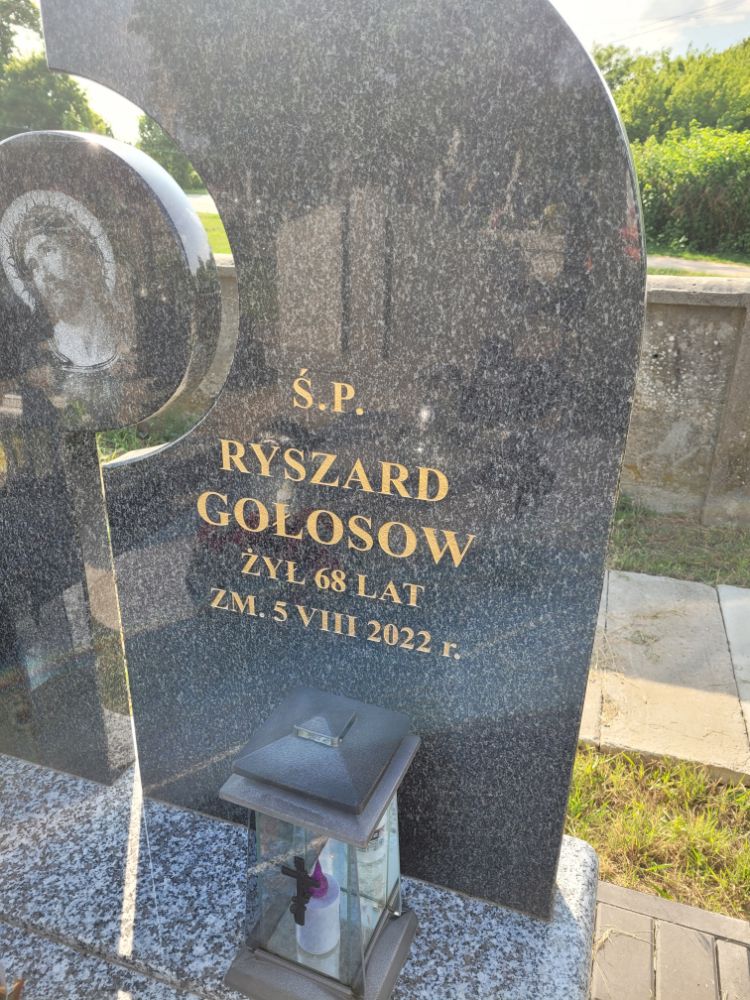 Ś.P.
RYSZARD
GOŁOSOW
ŻYŁ 68 LAT
ZM. 5 VIII 2022 r.